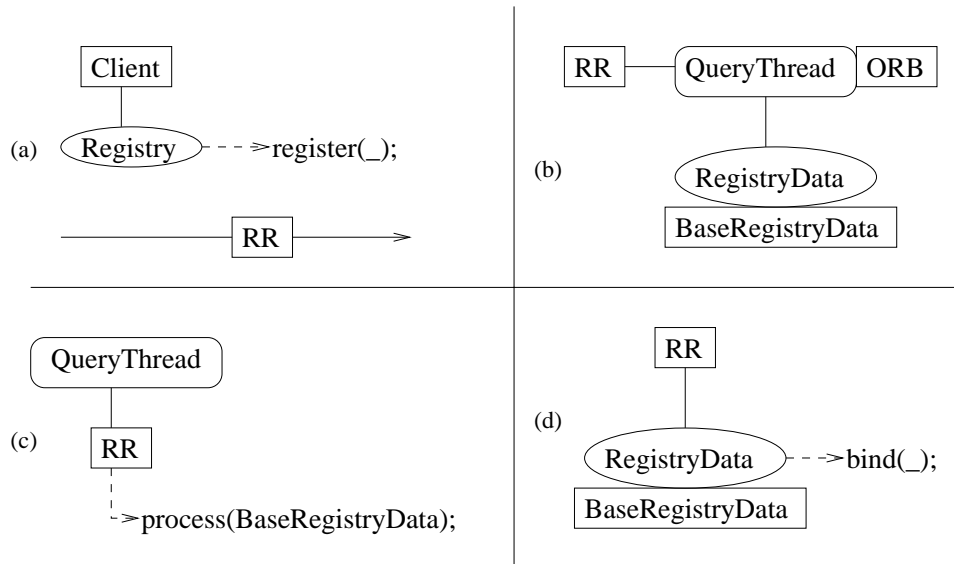 Client
(a)
Registry
register(_);
RR
RR
QueryThread
ORB
(b)
RegistryData
BaseRegistryData
QueryThread
(c)
RR
process(BaseRegistryData);
RR
(d)
RegistryData
bind(_);
BaseRegistryData